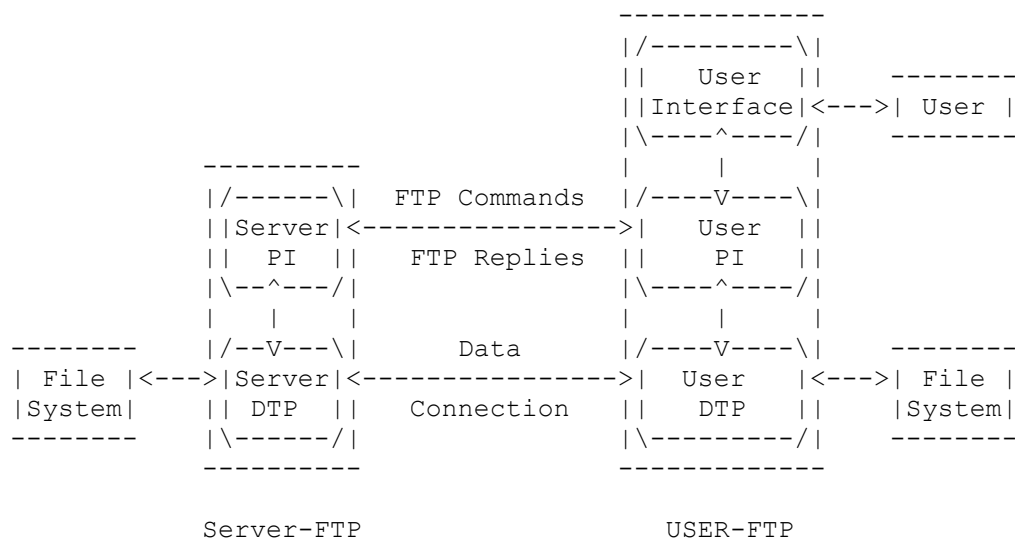 -------------
                                            |/---------\|
                                            ||   User  ||    --------
                                            ||Interface|<--->| User |
                                            |\----^----/|    --------
                  ----------                |     |     |
                  |/------\|  FTP Commands  |/----V----\|
                  ||Server|<---------------->|   User  ||
                  ||  PI  ||   FTP Replies  ||    PI   ||
                  |\--^---/|                |\----^----/|
                  |   |    |                |     |     |
      --------    |/--V---\|      Data      |/----V----\|    --------
      | File |<--->|Server|<---------------->|  User   |<--->| File |
      |System|    || DTP  ||   Connection   ||   DTP   ||    |System|
      --------    |\------/|                |\---------/|    --------
                  ----------                -------------

                  Server-FTP                   USER-FTP